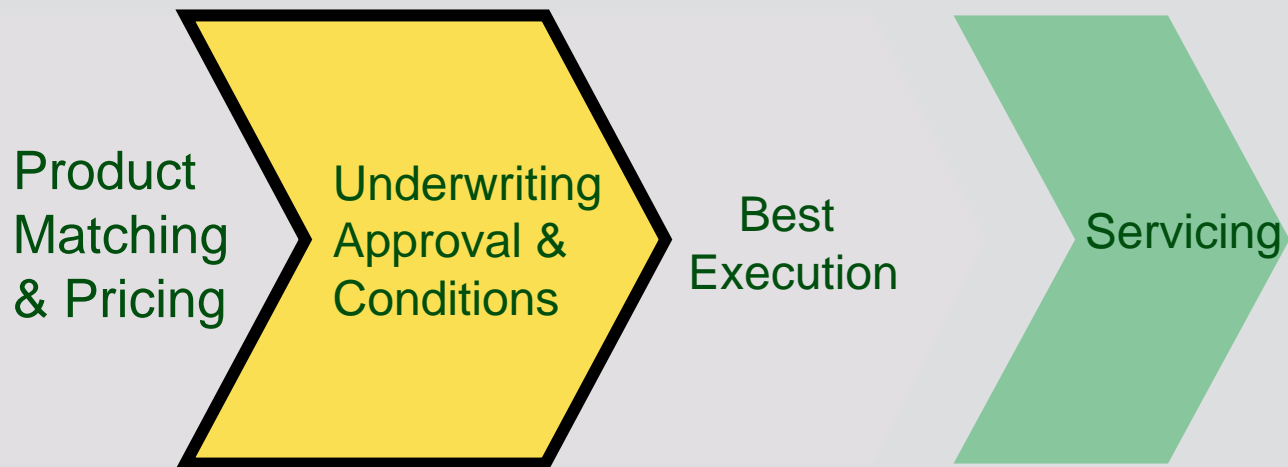 Product
Matching
& Pricing
Underwriting
Approval &
Conditions
Best
Execution
Servicing